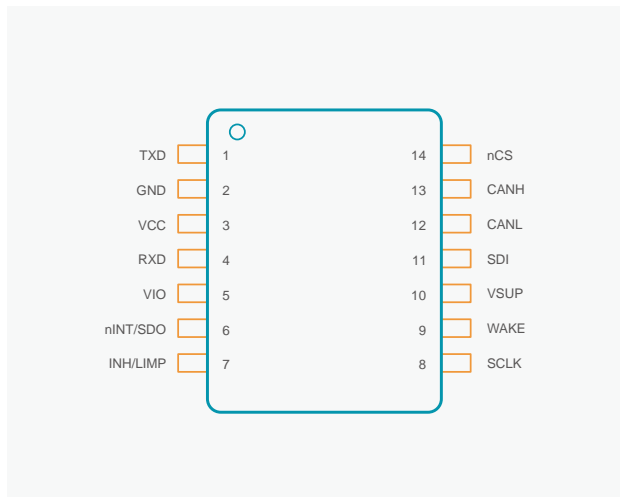 TXD 1 14 nCS
GND 2 13 CANH
VCC 3 12 CANL
RXD 4 11 SDI
VIO 5 10 VSUP
nINT/SDO 6 9 WAKE
INH/LIMP 7 8 SCLK